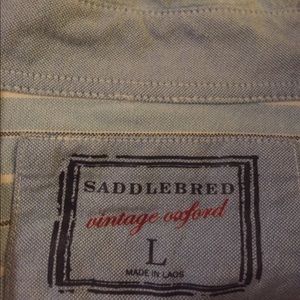 SADDLEBRED
vintage oxford
L
MADE IN LAOS